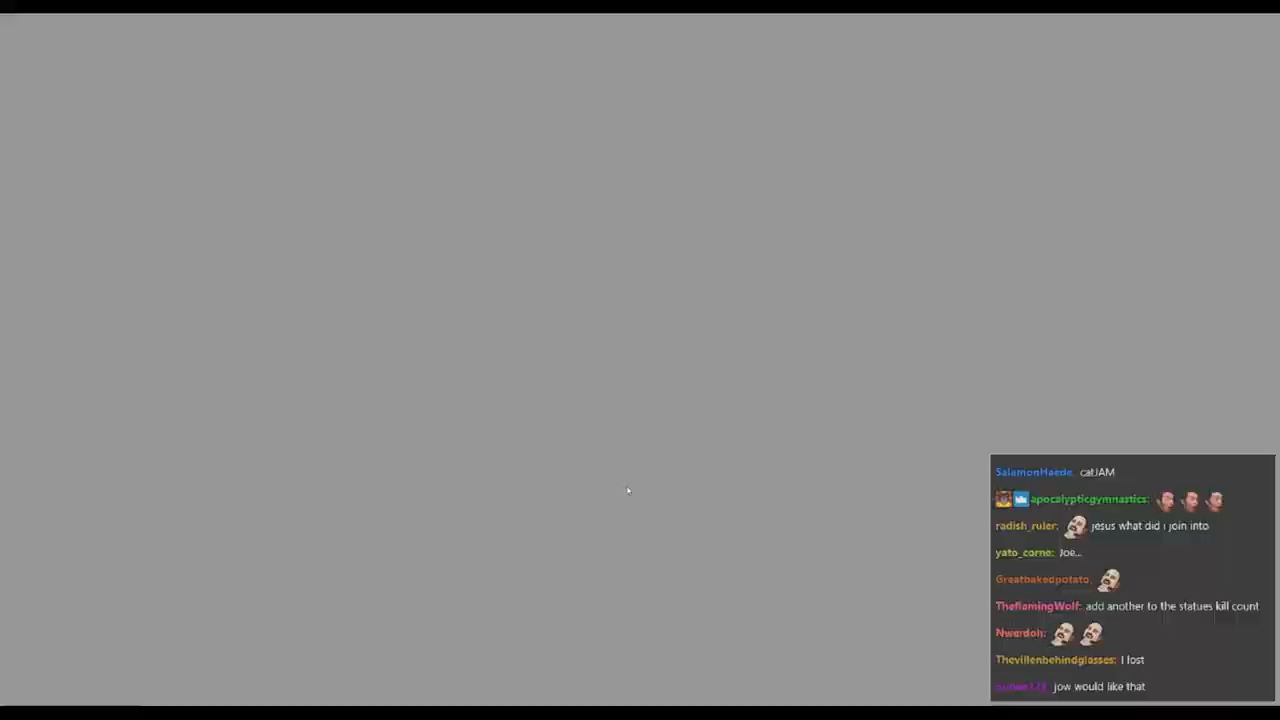 SalamonHaede: catJAM
apocalypticgymnastics:
radish_ruler: jesus what did i join into
yato_corne: Joe...
Greatbakedpotato:
TheflamingWolf: add another to the statues kill count
Nwordoh:
Thevillenbehindglasses: I lost
jow would like that